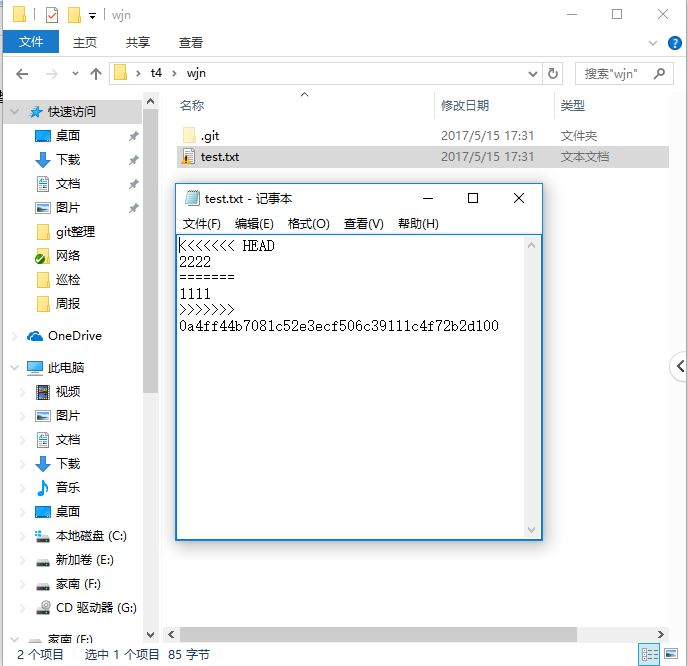 wjn
文件 主页 共享 查看
t4 wjn 搜索"wjn"
名称 修改日期 类型
.git 2017/5/15 17:31 文件夹
test.txt 2017/5/15 17:31 文本文档
快速访问
桌面
下载
文档
图片
git整理
网络
巡检
周报
OneDrive
此电脑
视频
图片
文档
下载
音乐
桌面
本地磁盘 (C:)
新加卷 (E:)
家南 (F:)
CD 驱动器 (G:)
家南 (F:)
test.txt - 记事本
文件(F) 编辑(E) 格式(O) 查看(V) 帮助(H)
<<<<<<< HEAD
2222
=======
1111
>>>>>>>
0a4ff44b7081c52e3ecf506c39111c4f72b2d100
2 个项目 选中 1 个项目 85 字节